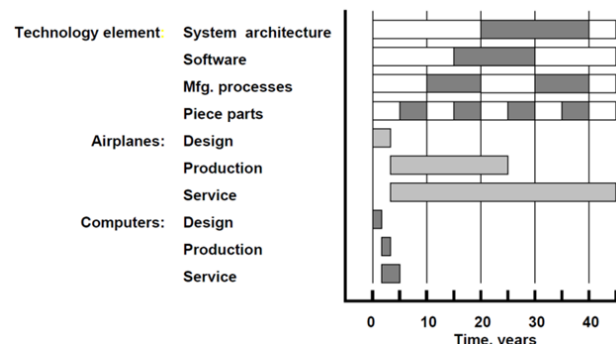 Technology element: System architecture
Software
Mfg. processes
Piece parts
Airplanes: Design
Production
Service
Computers: Design
Production
Service
0 10 20 30 40
Time, years